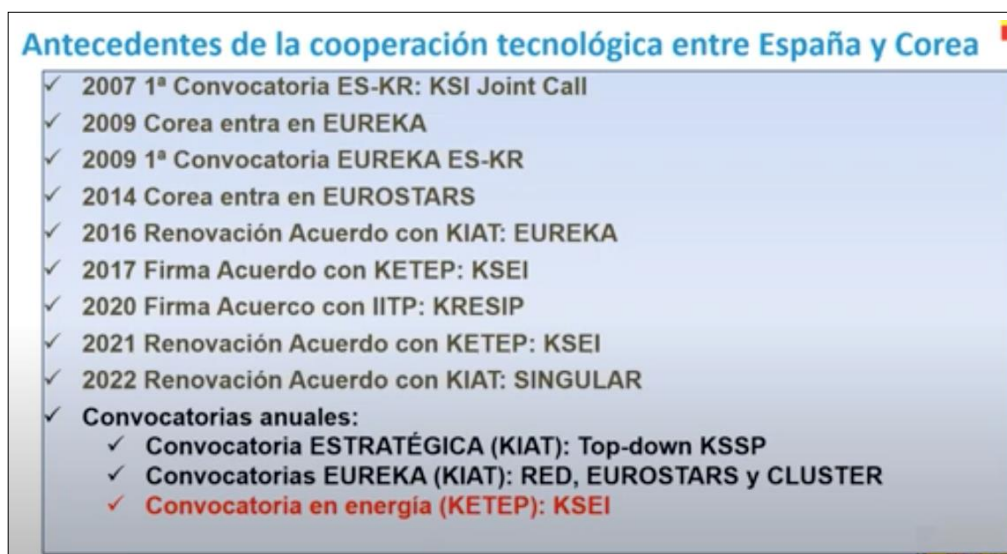 Antecedentes de la cooperación tecnológica entre España y Corea
✓ 2007 1ª Convocatoria ES-KR: KSI Joint Call
✓ 2009 Corea entra en EUREKA
✓ 2009 1ª Convocatoria EUREKA ES-KR
✓ 2014 Corea entra en EUROSTARS
✓ 2016 Renovación Acuerdo con KIAT: EUREKA
✓ 2017 Firma Acuerdo con KETEP: KSEI
✓ 2020 Firma Acuerco con IITP: KRESIP
✓ 2021 Renovación Acuerdo con KETEP: KSEI
✓ 2022 Renovación Acuerdo con KIAT: SINGULAR
✓ Convocatorias anuales:
✓ Convocatoria ESTRATÉGICA (KIAT): Top-down KSSP
✓ Convocatorias EUREKA (KIAT): RED, EUROSTARS y CLUSTER
✓ Convocatoria en energía (KETEP): KSEI